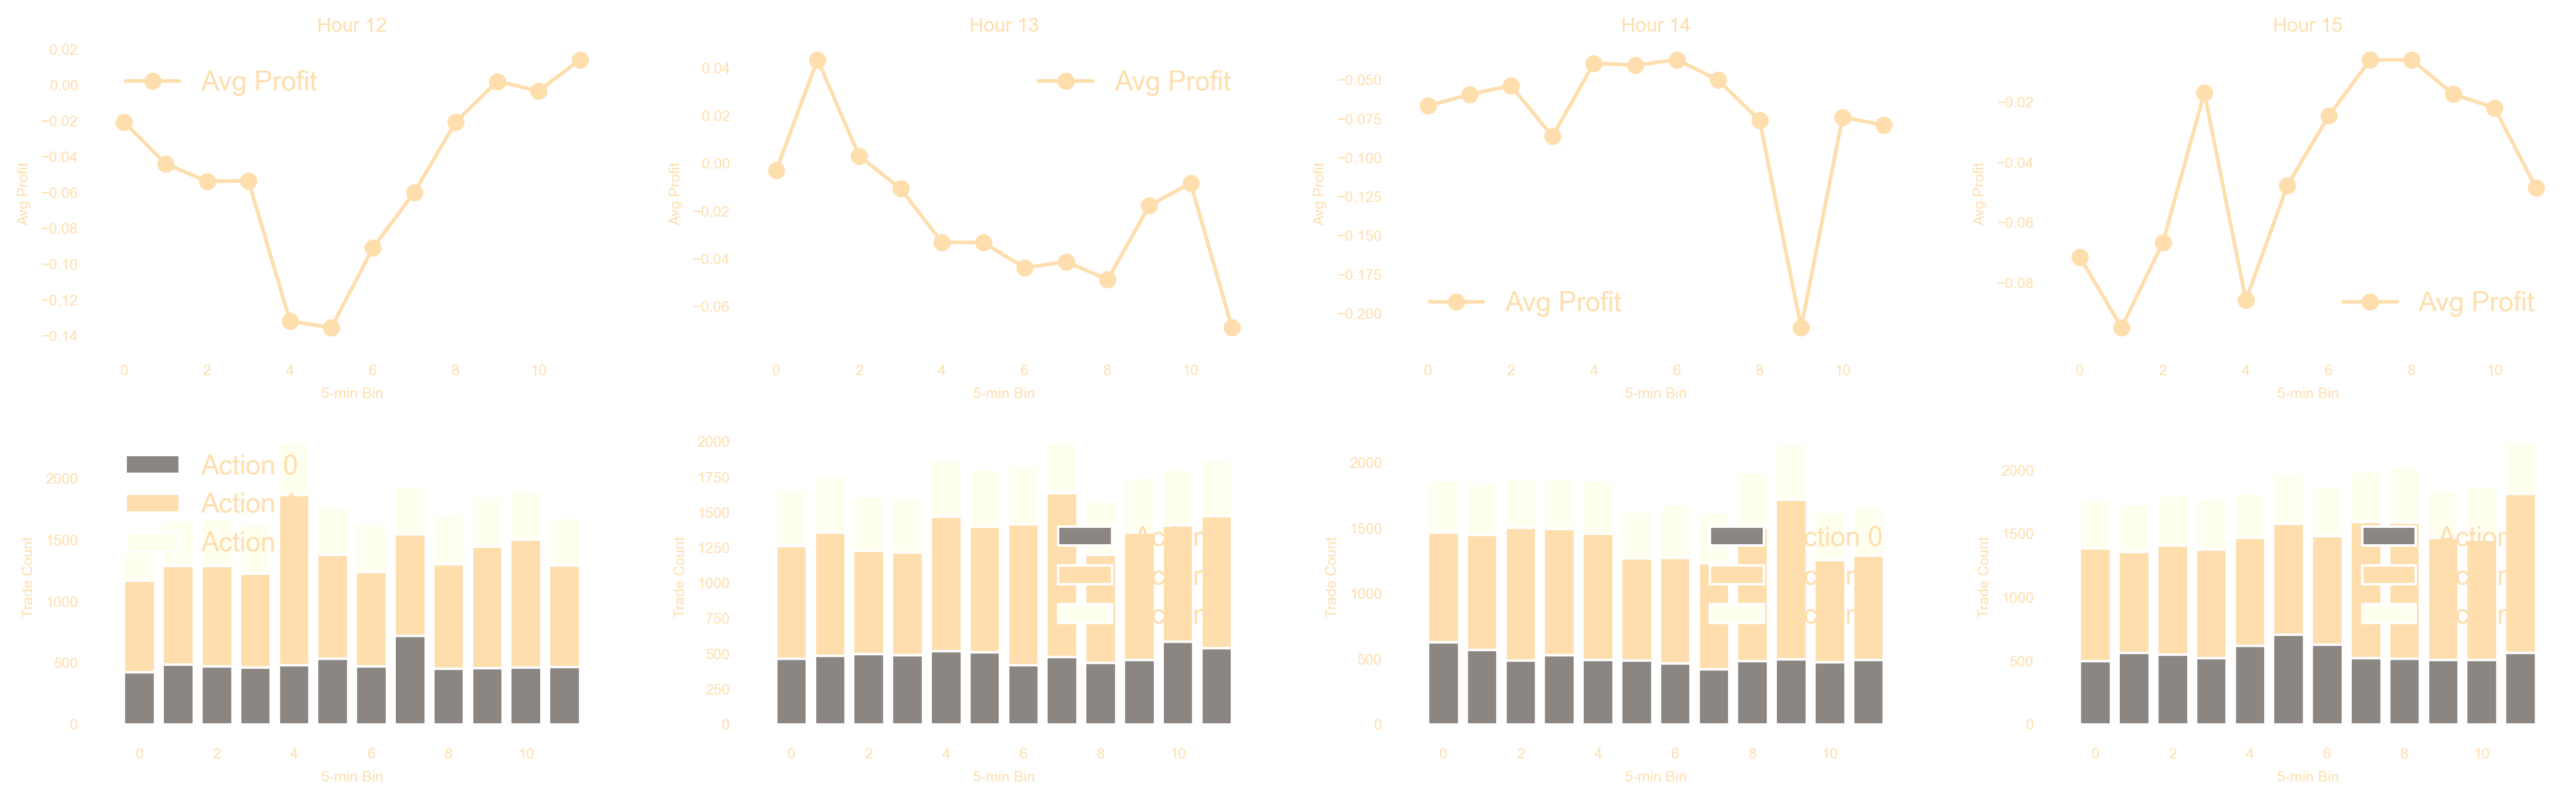 Hour 12
0.02
0.00
−0.02
−0.04
−0.06
−0.08
−0.10
−0.12
−0.14
Avg Profit
Avg Profit
0 2 4 6 8 10
5-min Bin
Hour 13
0.04
0.02
0.00
−0.02
−0.04
−0.06
Avg Profit
Avg Profit
0 2 4 6 8 10
5-min Bin
Hour 14
−0.050
−0.075
−0.100
−0.125
−0.150
−0.175
−0.200
Avg Profit
Avg Profit
0 2 4 6 8 10
5-min Bin
Hour 15
−0.02
−0.04
−0.06
−0.08
Avg Profit
Avg Profit
0 2 4 6 8 10
5-min Bin
2000
1500
1000
500
0
Trade Count
Action 0
Action
Action
0 2 4 6 8 10
5-min Bin
2000
1750
1500
1250
1000
750
500
250
0
Trade Count
0 2 4 6 8 10
5-min Bin
2000
1500
1000
500
0
Trade Count
0
0 2 4 6 8 10
5-min Bin
2000
1500
1000
500
0
Trade Count
0 2 4 6 8 10
5-min Bin